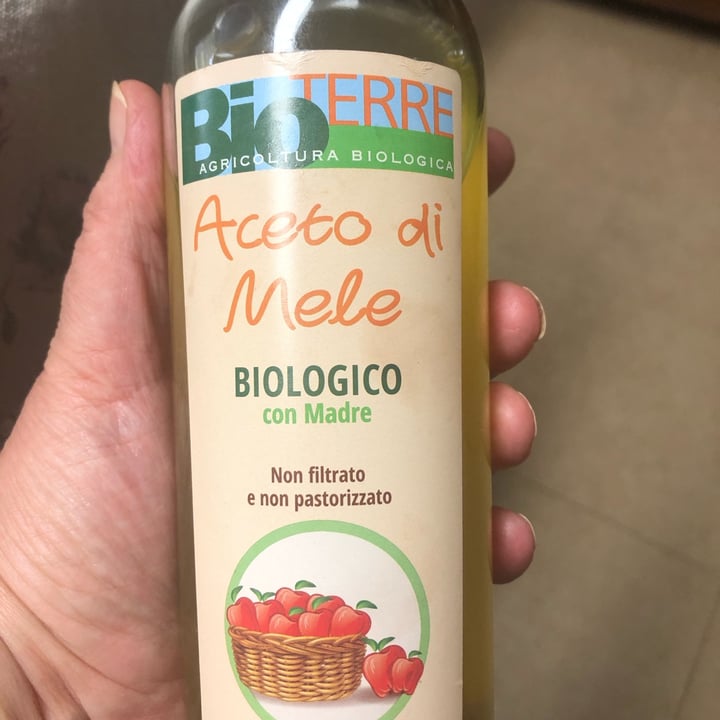 BioTERRE
AGRICOLTURA BIOLOGICA
Aceto di
Mele
BIOLOGICO
con Madre
Non filtrato
e non pastorizzato